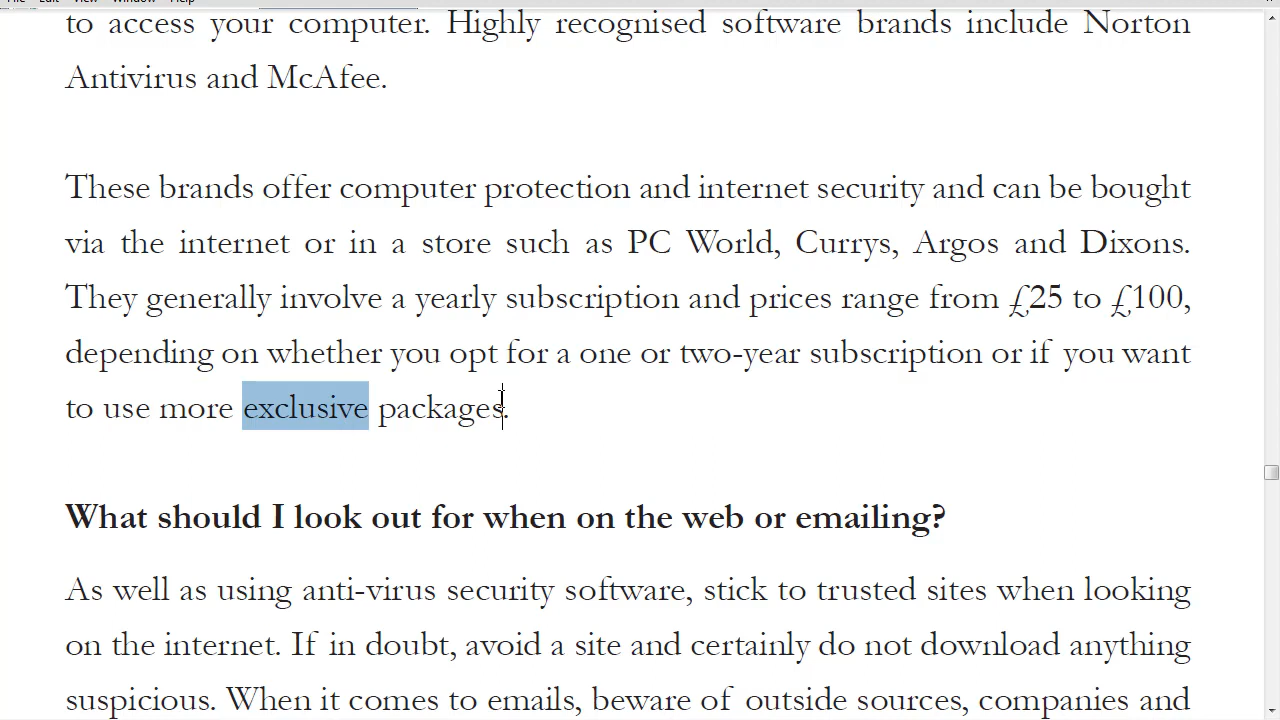 File Edit View Window Help
to access your computer. Highly recognised software brands include Norton
Antivirus and McAfee.
These brands offer computer protection and internet security and can be bought
via the internet or in a store such as PC World, Currys, Argos and Dixons.
They generally involve a yearly subscription and prices range from £25 to £100,
depending on whether you opt for a one or two-year subscription or if you want
to use more exclusive packages.
What should I look out for when on the web or emailing?
As well as using anti-virus security software, stick to trusted sites when looking
on the internet. If in doubt, avoid a site and certainly do not download anything
suspicious. When it comes to emails, beware of outside sources, companies and